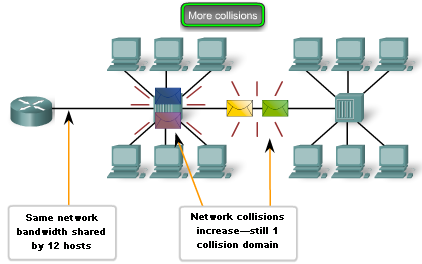 More collisions
Same network
bandwidth shared
by 12 hosts
Network collisions
increase—still 1
collision domain